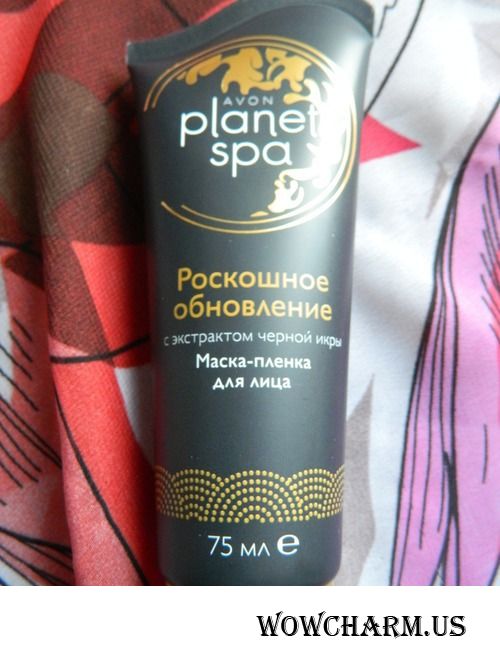 AVON
planet
spa
Роскошное
обновление
с экстрактом черной икры
Маска-пленка
для лица
75 мл e
WOWCHARM.US